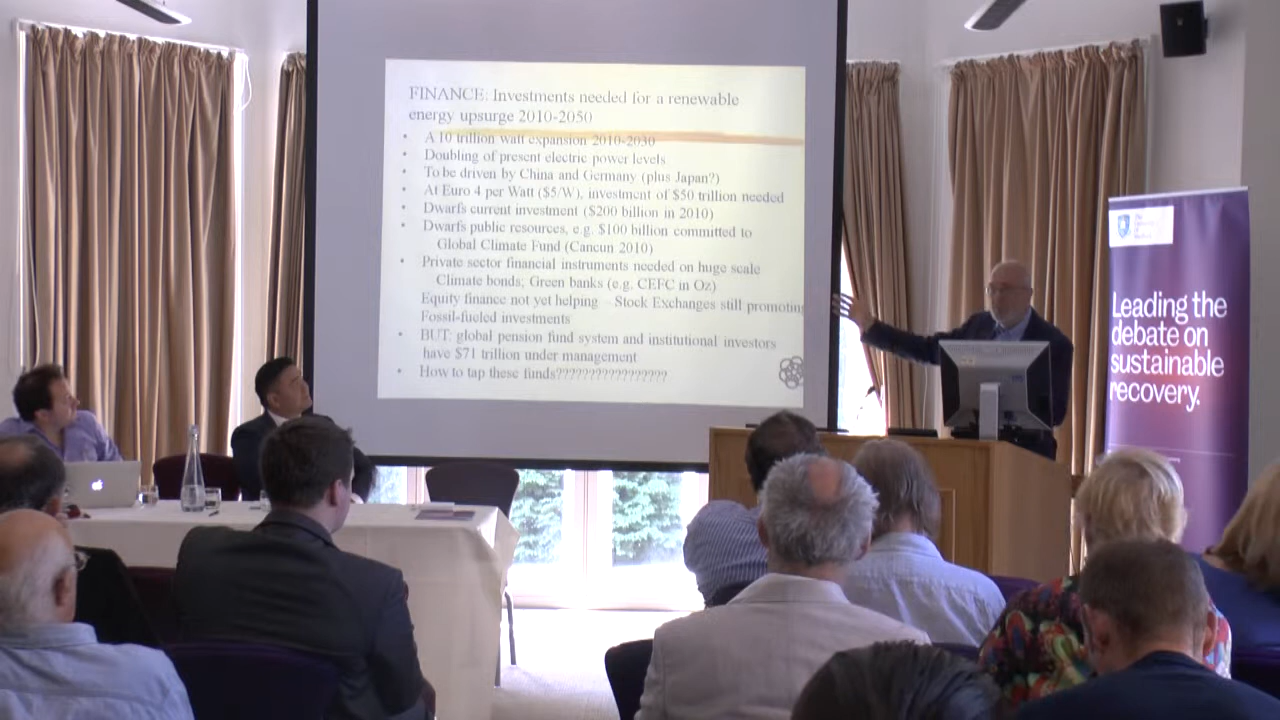 FINANCE: Investments needed for a renewable
energy upsurge 2010-2050
• A 10 trillion watt expansion 2010-2030
• Doubling of present electric power levels
• To be driven by China and Germany (plus Japan?)
• At Euro 4 per Watt ($5/W), investment of $50 trillion needed
• Dwarfs current investment ($200 billion in 2010)
• Dwarfs public resources, e.g. $100 billion committed to
Global Climate Fund (Cancun 2010)
• Private sector financial instruments needed on huge scale
Climate bonds; Green banks (e.g. CEFC in Oz)
Equity finance not yet helping – Stock Exchanges still promoting
Fossil-fueled investments
• BUT: global pension fund system and institutional investors
have $71 trillion under management
• How to tap these funds????????????????
Leading the
debate on
sustainable
recovery.